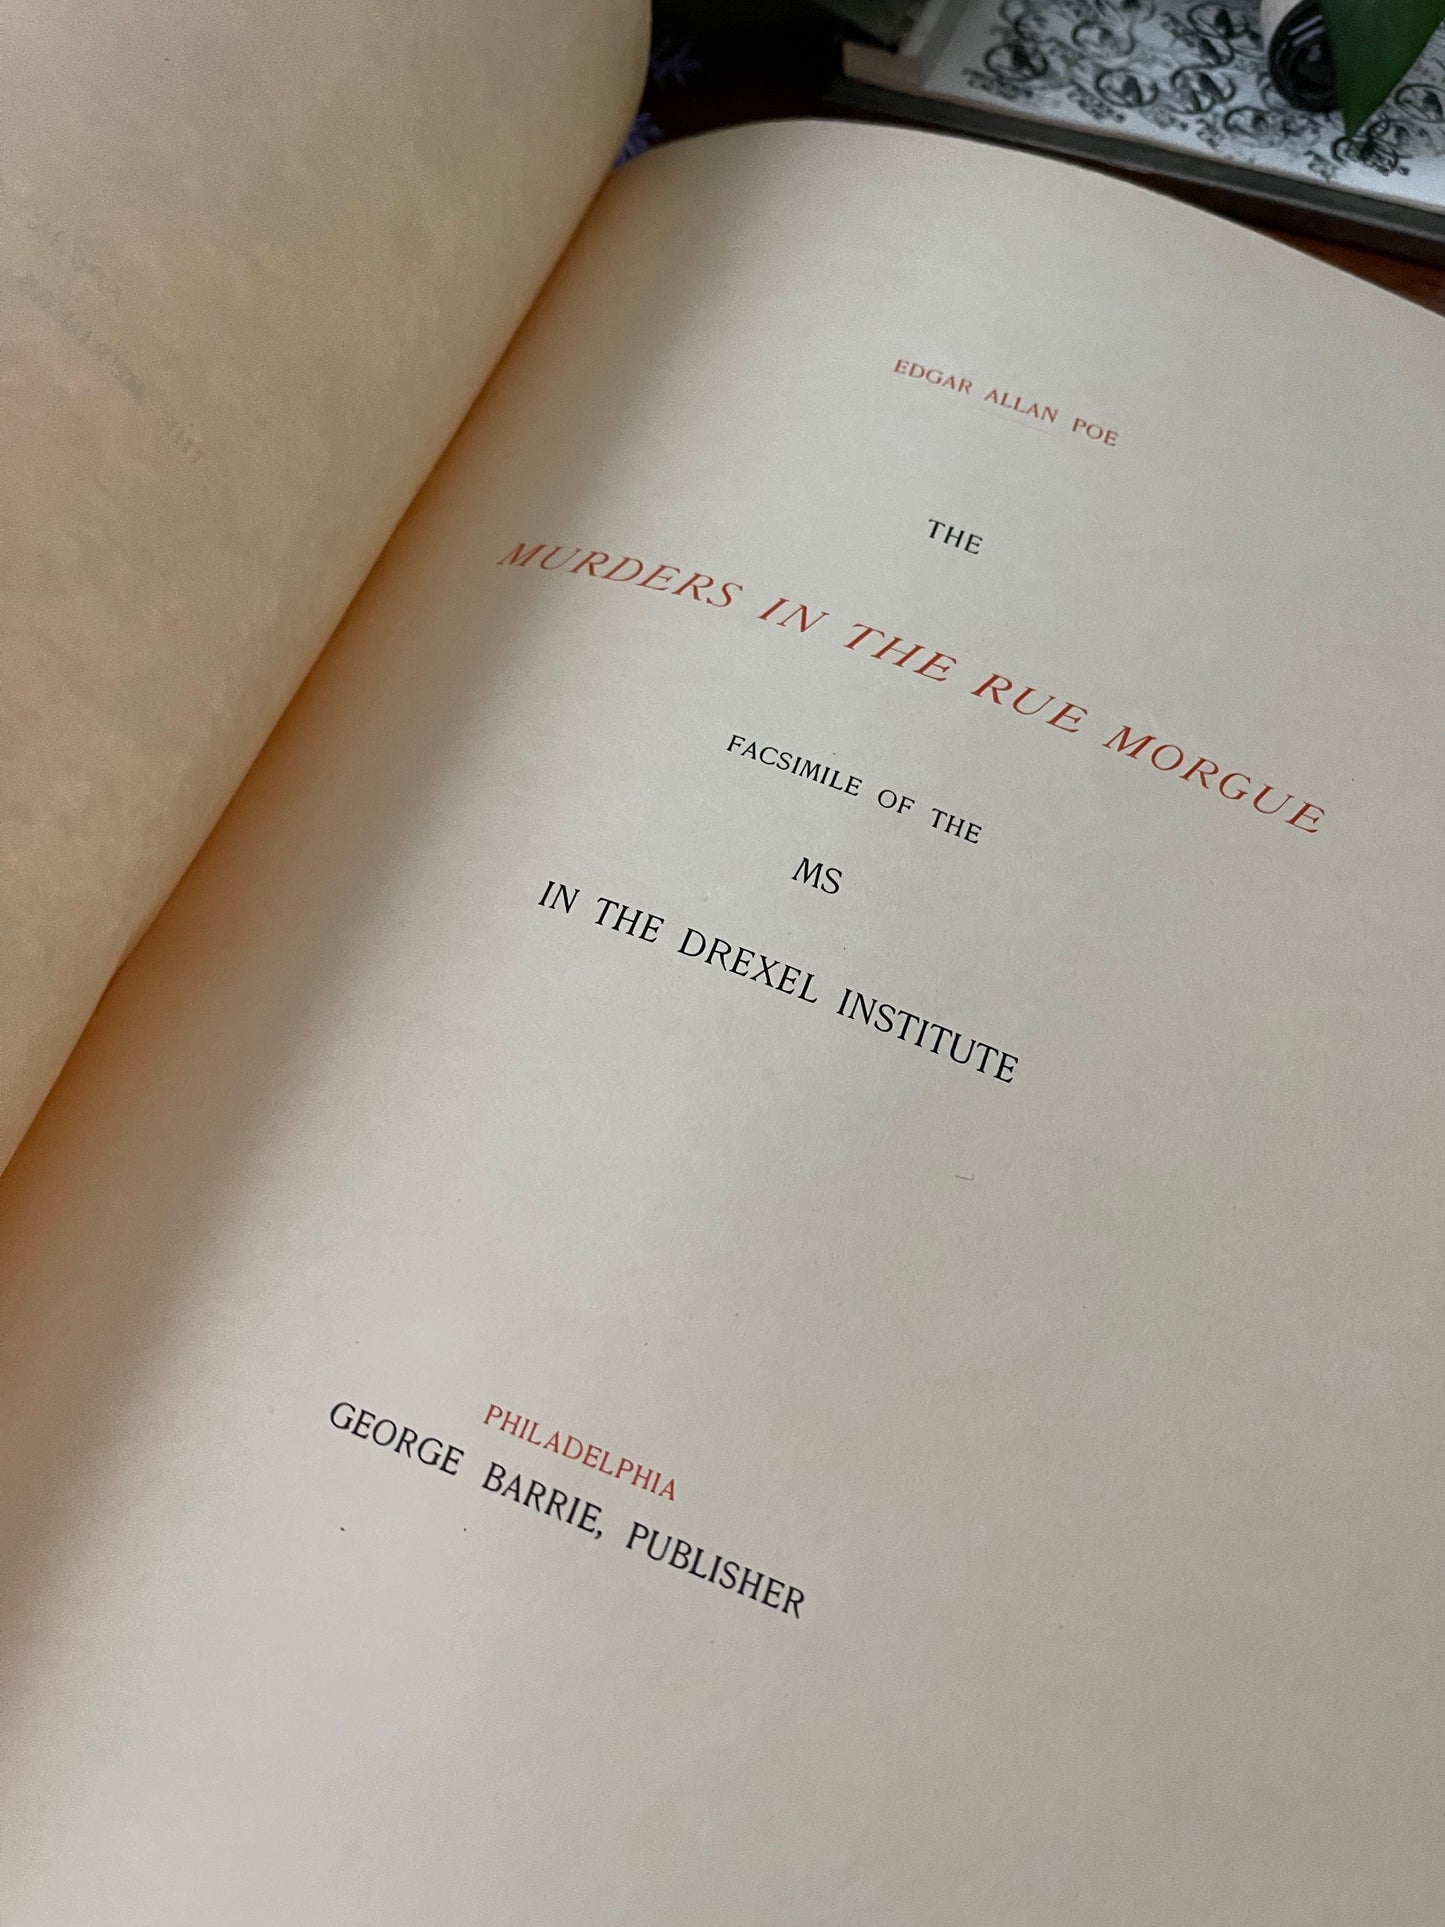 EDGAR ALLAN POE
THE
MURDERS IN THE RUE MORGUE
FACSIMILE OF THE
MS
IN THE DREXEL INSTITUTE
PHILADELPHIA
GEORGE BARRIE, PUBLISHER